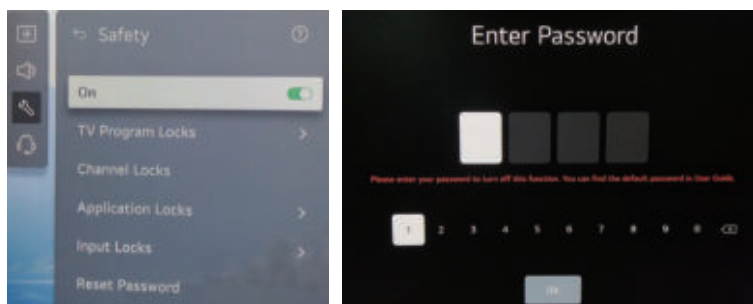 Safety
On
TV Program Locks
Channel Locks
Application Locks
Input Locks
Reset Password
Enter Password
Please enter your password to turn off this function. You can find the default password in User Guide.
1 2 3 4 5 6 7 8 9 0